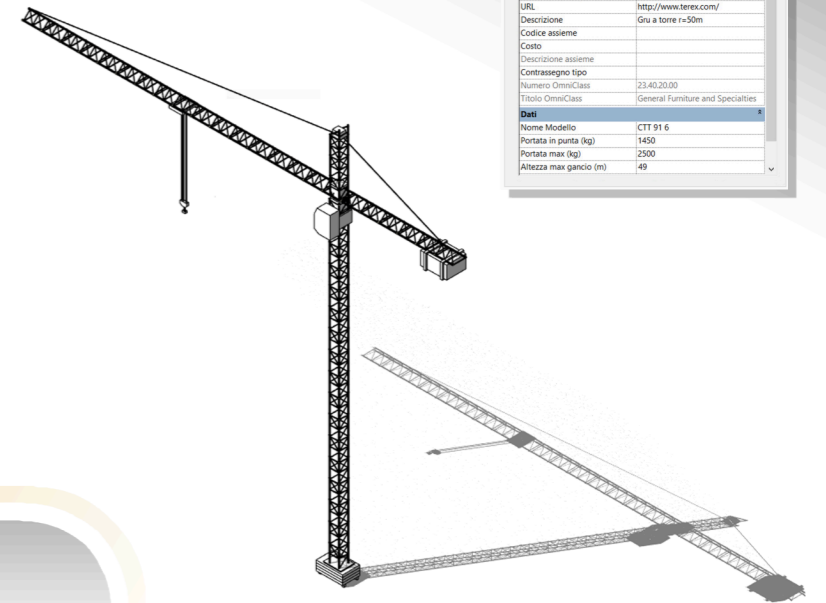 URL http://www.terex.com/
Descrizione Gru a torre r=50m
Codice assieme
Costo
Descrizione assieme
Contrassegno tipo
Numero OmniClass 23.40.20.00
Titolo OmniClass General Furniture and Specialties
Dati
Nome Modello CTT 91 6
Portata in punta (kg) 1450
Portata max (kg) 2500
Altezza max gancio (m) 49